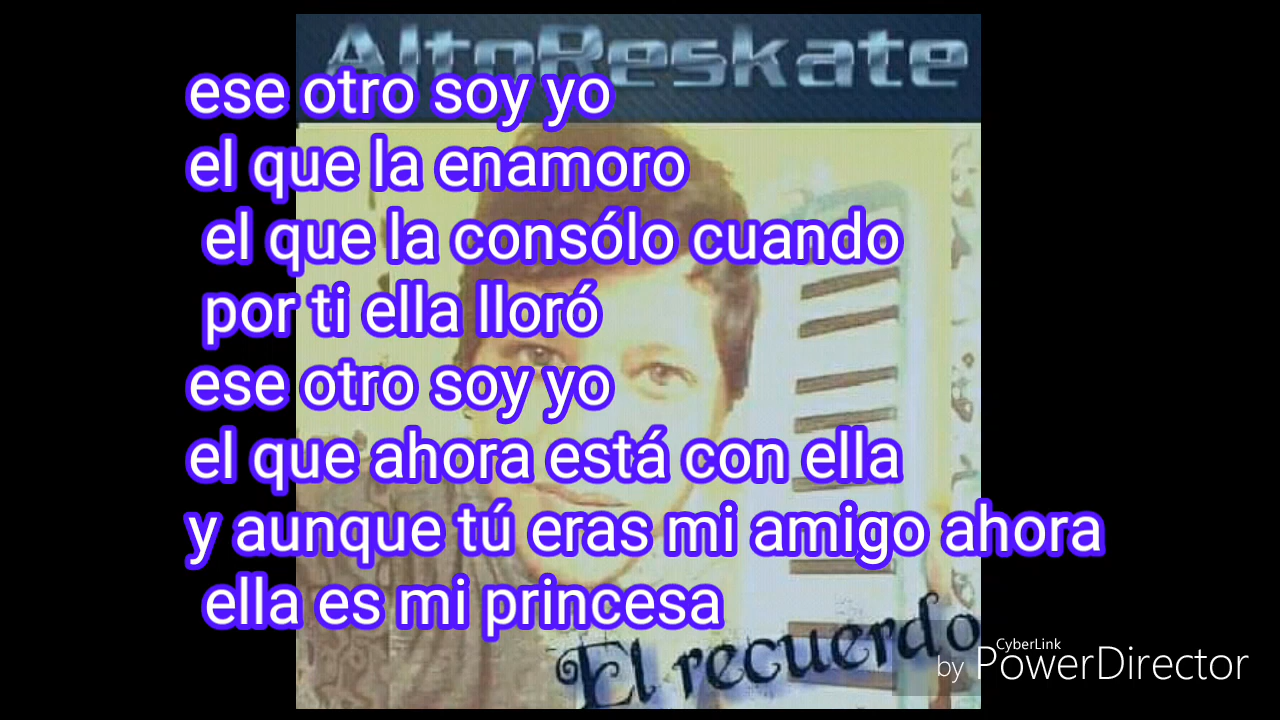 AltoReskate
ese otro soy yo
el que la enamoro
el que la consólo cuando
por ti ella lloró
ese otro soy yo
el que ahora está con ella
y aunque tú eras mi amigo ahora
ella es mi princesa
El recuerdo
CyberLink
by PowerDirector